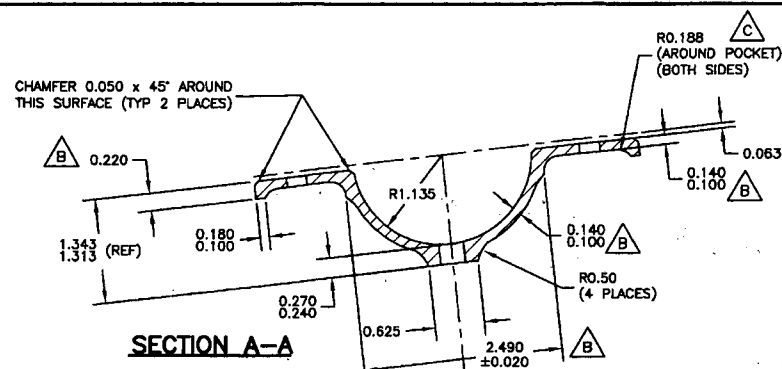 R0.188
(AROUND POCKET)
(BOTH SIDES)
C
CHAMFER 0.050 x 45° AROUND
THIS SURFACE (TYP 2 PLACES)
B
0.220
0.063
0.140
0.100
B
R1.135
0.180
0.100
1.343
1.313 (REF)
0.140
0.100
B
R0.50
(4 PLACES)
0.270
0.240
0.625
2.490
±0.020
B
SECTION A-A